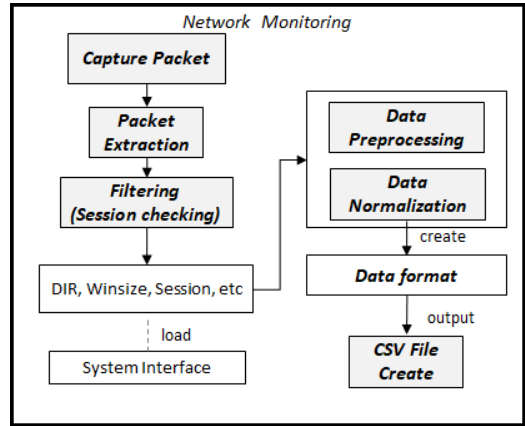 Network Monitoring
Capture Packet
Packet
Extraction
Filtering
(Session checking)
DIR, Winsize, Session, etc
load
System Interface
Data
Preprocessing
Data
Normalization
create
Data format
output
CSV File
Create